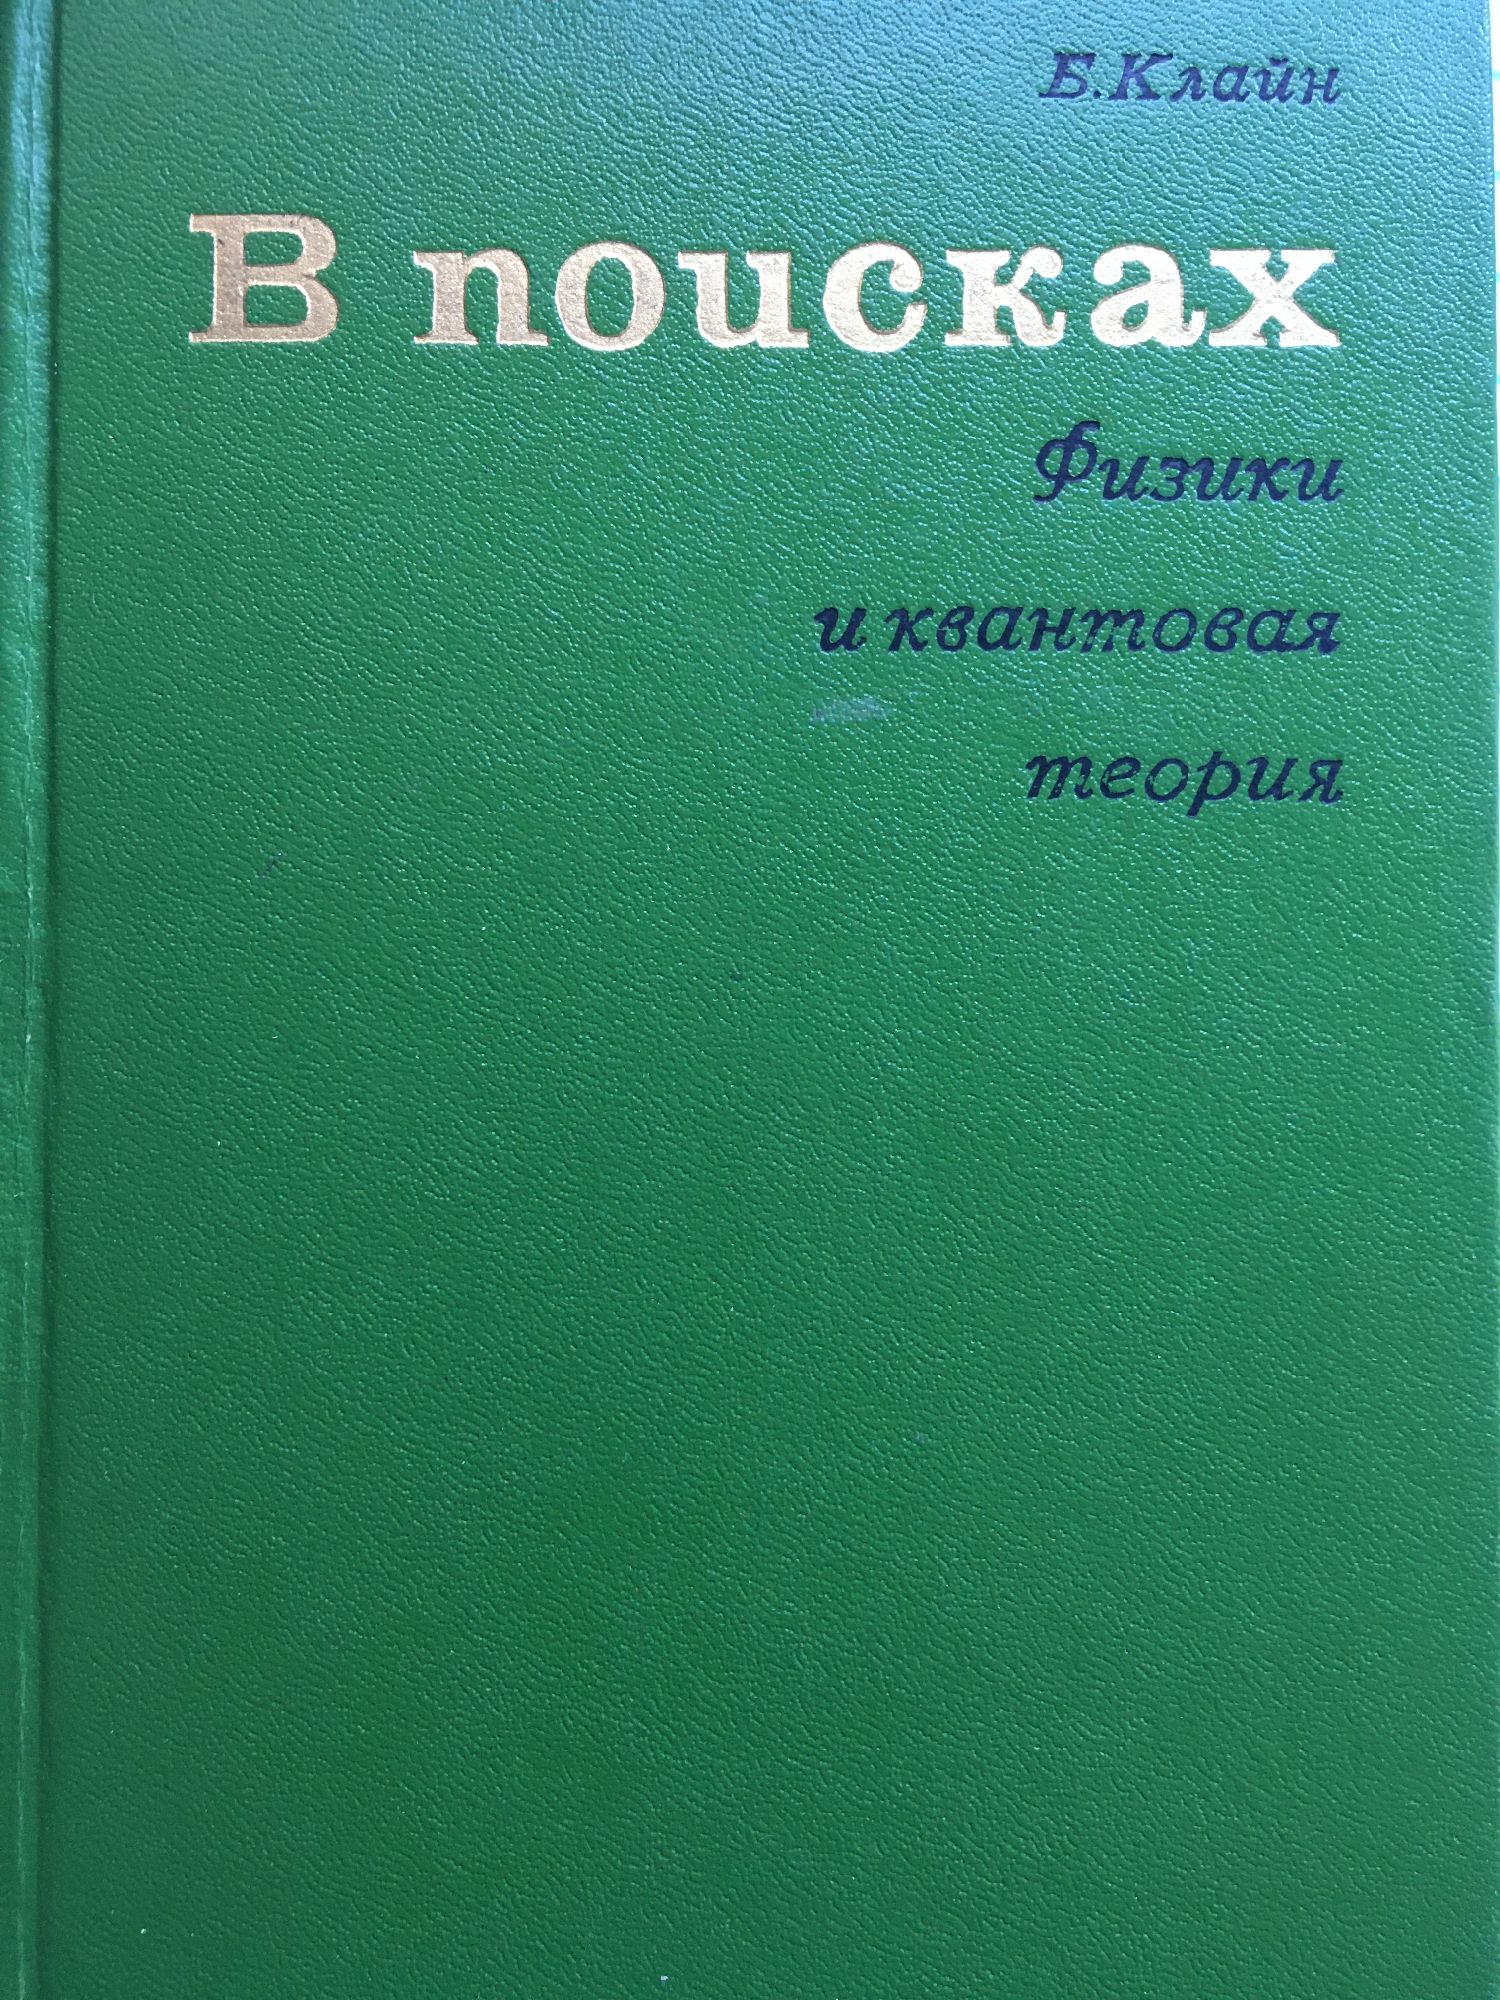 Б. Клайн
В поисках
Физики
и квантовая
теория